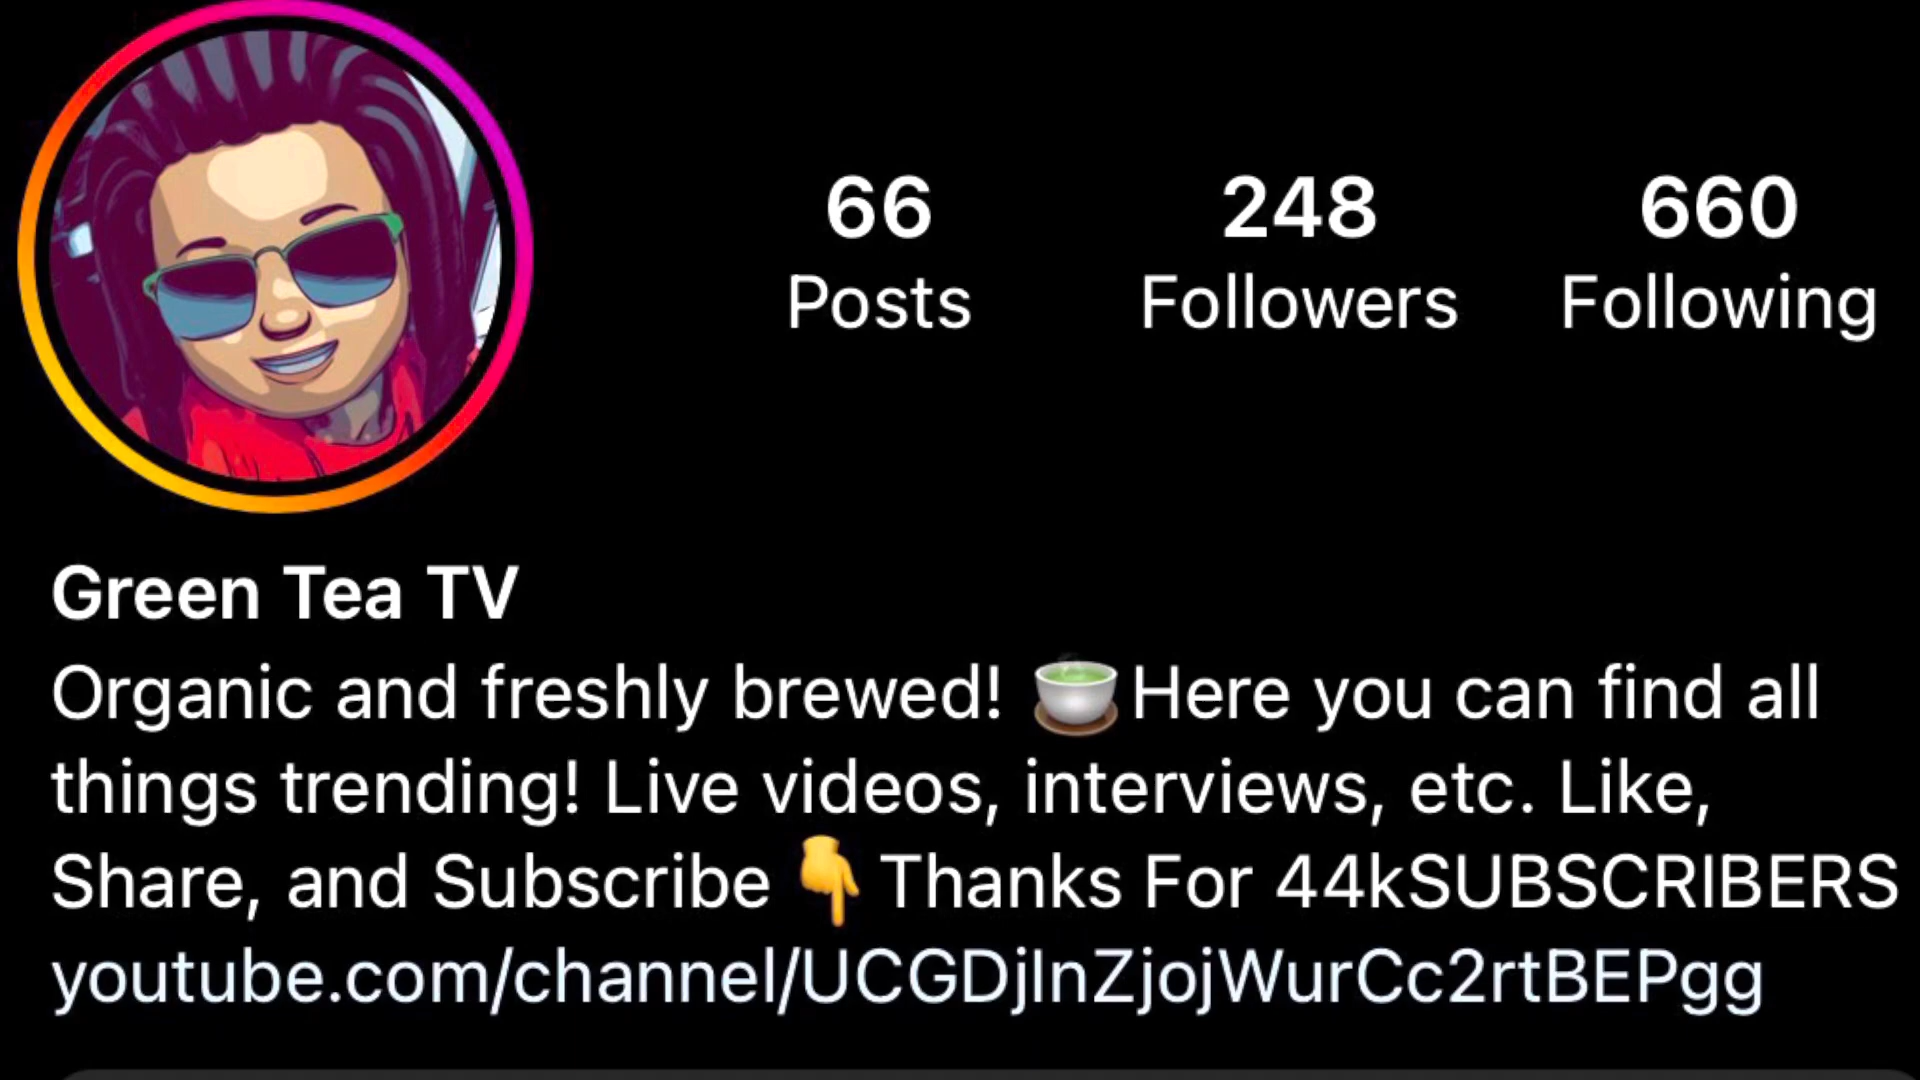 66 248 660
Posts Followers Following
Green Tea TV
Organic and freshly brewed! 🍵Here you can find all
things trending! Live videos, interviews, etc. Like,
Share, and Subscribe 👇 Thanks For 44kSUBSCRIBERS
youtube.com/channel/UCGDjInZjojWurCc2rtBEPgg